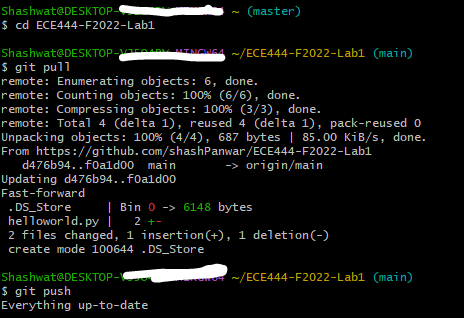 Shashwat@DESKTOP- ~ (master)
$ cd ECE444-F2022-Lab1
Shashwat@DESKTOP- ~/ECE444-F2022-Lab1 (main)
$ git pull
remote: Enumerating objects: 6, done.
remote: Counting objects: 100% (6/6), done.
remote: Compressing objects: 100% (3/3), done.
remote: Total 4 (delta 1), reused 4 (delta 1), pack-reused 0
Unpacking objects: 100% (4/4), 687 bytes | 85.00 KiB/s, done.
From https://github.com/shashPanwar/ECE444-F2022-Lab1
d476b94..f0a1d00 main -> origin/main
Updating d476b94..f0a1d00
Fast-forward
.DS_Store | Bin 0 -> 6148 bytes
helloworld.py | 2 +-
2 files changed, 1 insertion(+), 1 deletion(-)
create mode 100644 .DS_Store
Shashwat@DESKTOP- ~/ECE444-F2022-Lab1 (main)
$ git push
Everything up-to-date